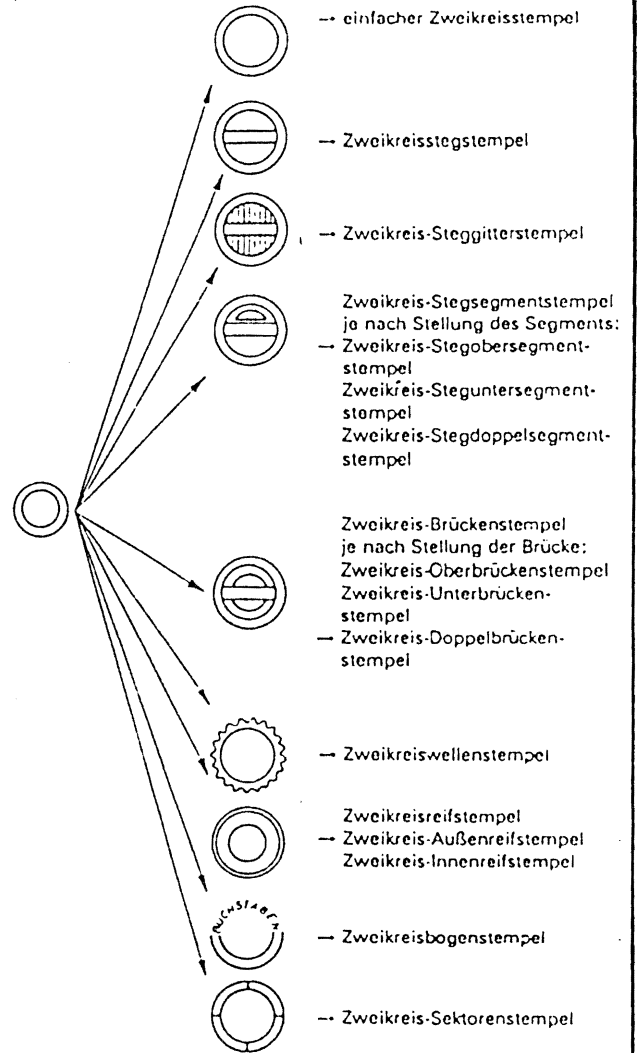 → einfacher Zweikreisstempel
→ Zweikreisstegstempel
→ Zweikreis-Steggitterstempel
Zweikreis-Stegsegmentstempel
je nach Stellung des Segments:
→ Zweikreis-Stegobersegment-
stempel
Zweikreis-Steguntersegment-
stempel
Zweikreis-Stegdoppelsegment-
stempel
Zweikreis-Brückenstempel
je nach Stellung der Brücke:
Zweikreis-Oberbrückenstempel
Zweikreis-Unterbrücken-
stempel
→ Zweikreis-Doppelbrücken-
stempel
→ Zweikreiswellenstempel
Zweikreisreifstempel
→ Zweikreis-Außenreifstempel
Zweikreis-Innenreifstempel
BUCHSTABEN
→ Zweikreisbogenstempel
→ Zweikreis-Sektorenstempel